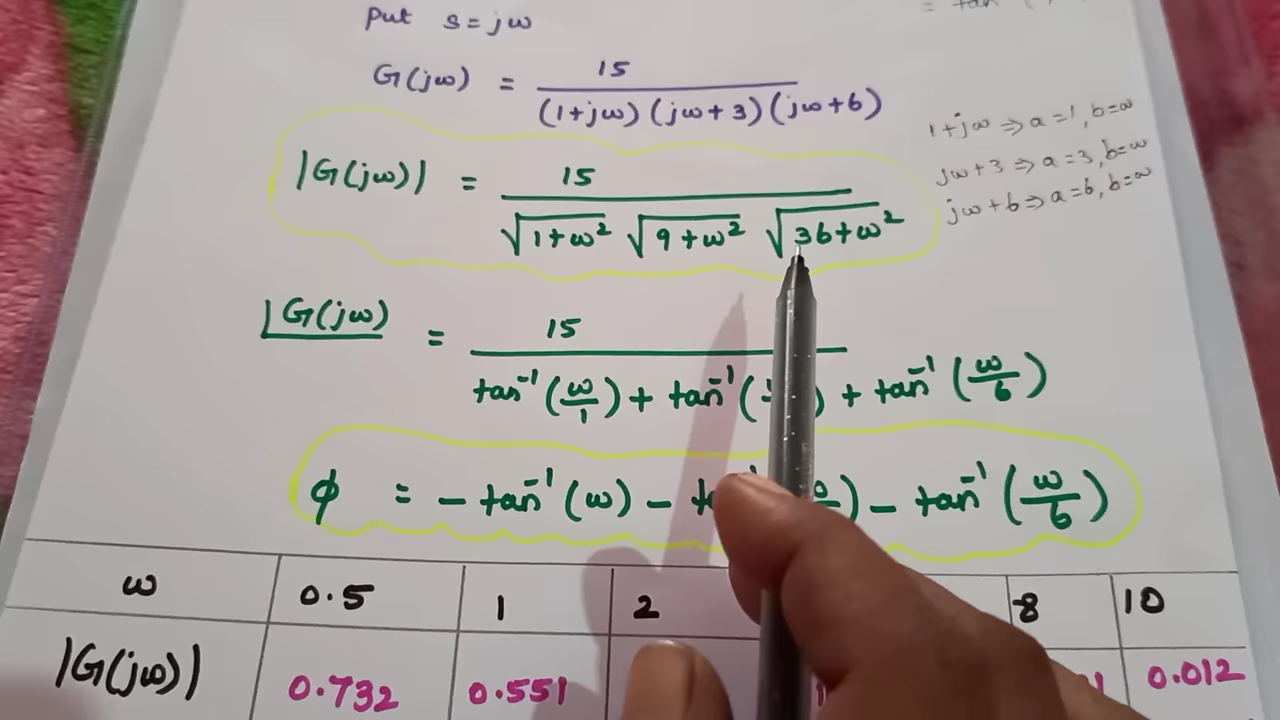 Put s = jω
= tan
G(jω) = 15 / (1+jω) (jω+3) (jω+6)
1+jω ⇒ a=1, b=ω
jω+3 ⇒ a=3, b=ω
jω+6 ⇒ a=6, b=ω
|G(jω)| = 15 / √1+ω² √9+ω² √36+ω²
∠G(jω) = 15 / tan⁻¹(ω/1) + tan⁻¹( ) + tan⁻¹(ω/6)
ϕ = - tan⁻¹(ω) - - tan⁻¹(ω/6)
ω 0.5 1 2 8 10
|G(jω)| 0.732 0.551 0.012